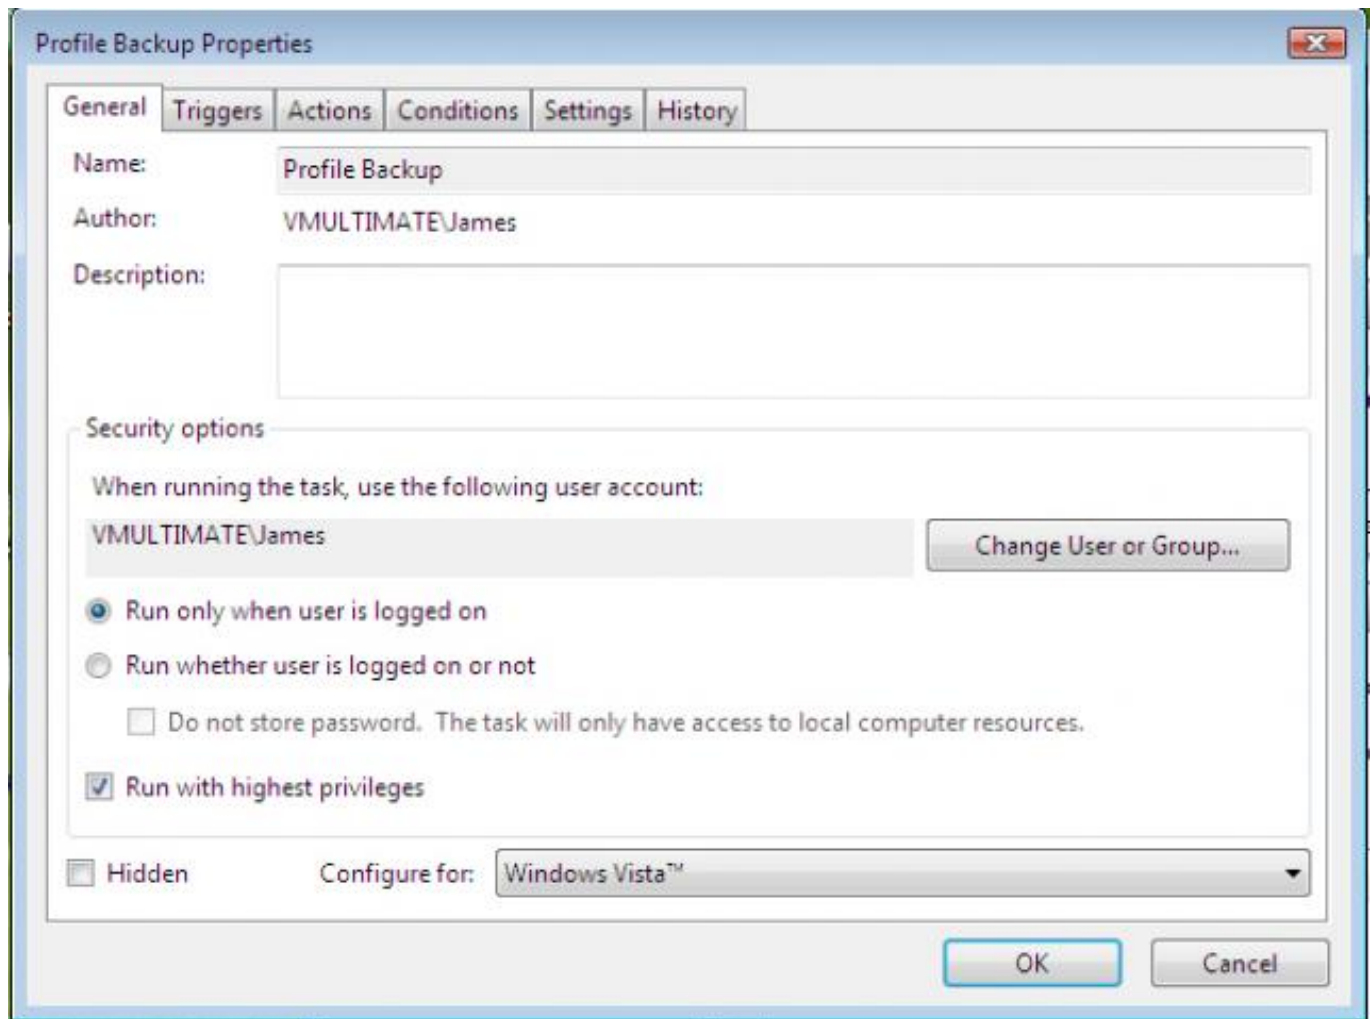 Profile Backup Properties
General Triggers Actions Conditions Settings History
Name: Profile Backup
Author: VMULTIMATE\James
Description:
Security options
When running the task, use the following user account:
VMULTIMATE\James
Change User or Group...
Run only when user is logged on
Run whether user is logged on or not
Do not store password. The task will only have access to local computer resources.
Run with highest privileges
Hidden Configure for: Windows Vista™
OK Cancel